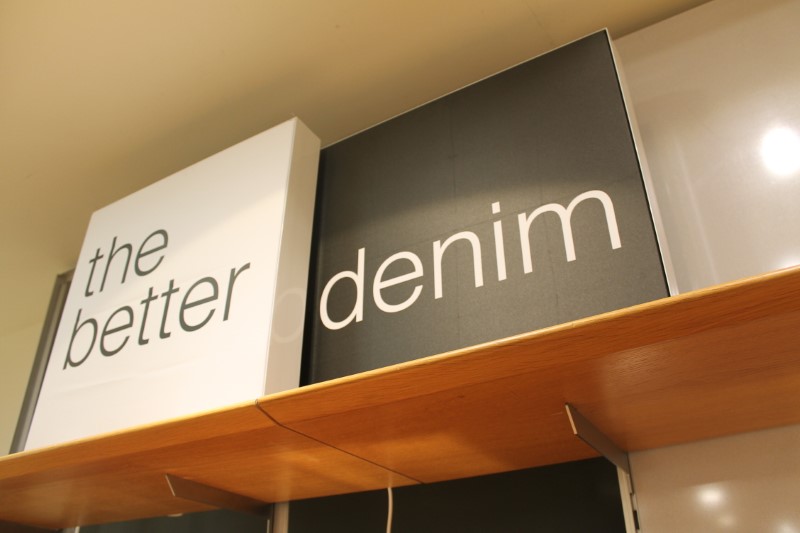 the
better
denim